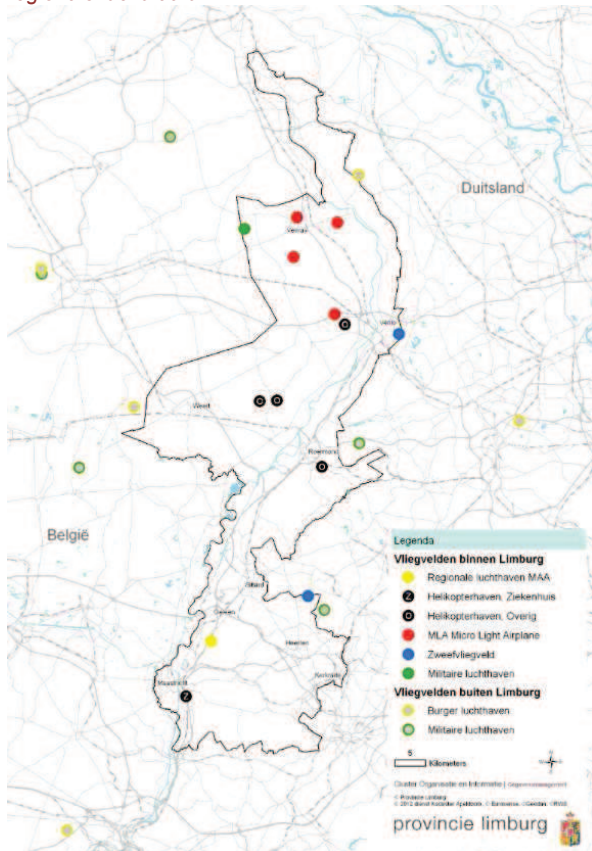 Duitsland
Venray
Venlo
Weert
Roermond
België
Sittard
Geleen
Heerlen
Kerkrade
Maastricht
Legenda
Vliegvelden binnen Limburg
Regionale luchthaven MAA
Z Helikopterhaven, Ziekenhuis
O Helikopterhaven, Overig
MLA Micro Light Airplane
Zweefvliegveld
Militaire luchthaven
Vliegvelden buiten Limburg
Burger luchthaven
Militaire luchthaven
5
Kilometers
Cluster Organisatie en Informatie |
© Provincie Limburg
provincie limburg